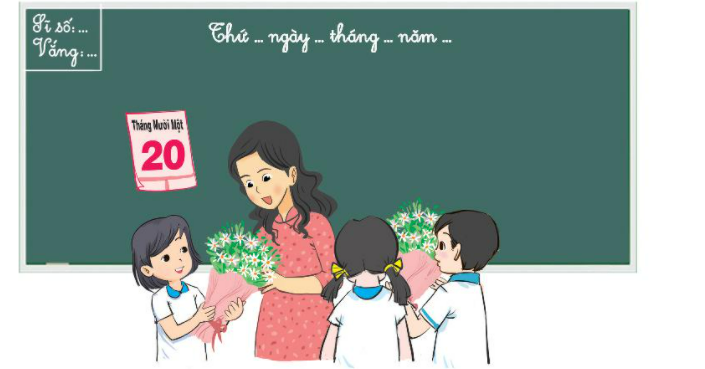 Sĩ số: ...
Vắng: ...
Thứ ... ngày ... tháng ... năm ...
Tháng Mười Một
20